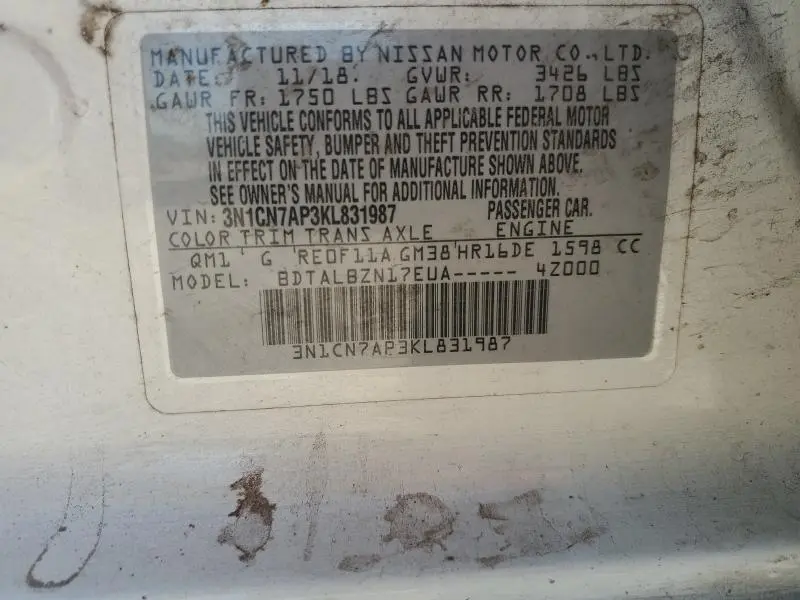 MANUFACTURED BY NISSAN MOTOR CO., LTD.
DATE: 11/18. GVWR: 3426 LBS
GAWR FR: 1750 LBS GAWR RR: 1708 LBS
THIS VEHICLE CONFORMS TO ALL APPLICABLE FEDERAL MOTOR
VEHICLE SAFETY, BUMPER AND THEFT PREVENTION STANDARDS
IN EFFECT ON THE DATE OF MANUFACTURE SHOWN ABOVE.
SEE OWNER'S MANUAL FOR ADDITIONAL INFORMATION.
VIN: 3N1CN7AP3KL831987 PASSENGER CAR.
COLOR TRIM TRANS AXLE ENGINE
QM1 G RE0F11A GM38 HR16DE 1598 CC
MODEL: BDTALBZN17EUA----- 4Z000
3N1CN7AP3KL831987